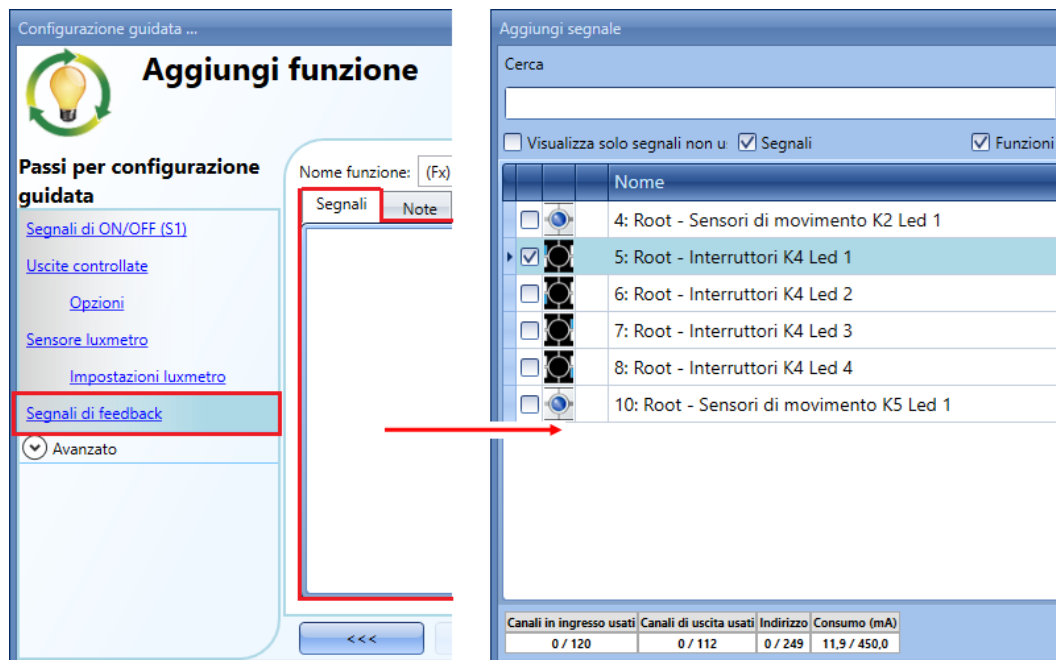 Configurazione guidata ...
Aggiungi funzione
Passi per configurazione
guidata
Segnali di ON/OFF (S1)
Uscite controllate
Opzioni
Sensore luxmetro
Impostazioni luxmetro
Segnali di feedback
Avanzato
Nome funzione: (Fx)
Segnali Note
<<<
Aggiungi segnale
Cerca
Visualizza solo segnali non u Segnali Funzioni
Nome
4: Root - Sensori di movimento K2 Led 1
5: Root - Interruttori K4 Led 1
6: Root - Interruttori K4 Led 2
7: Root - Interruttori K4 Led 3
8: Root - Interruttori K4 Led 4
10: Root - Sensori di movimento K5 Led 1
Canali in ingresso usati Canali di uscita usati Indirizzo Consumo (mA)
0 / 120 0 / 112 0 / 249 11,9 / 450,0